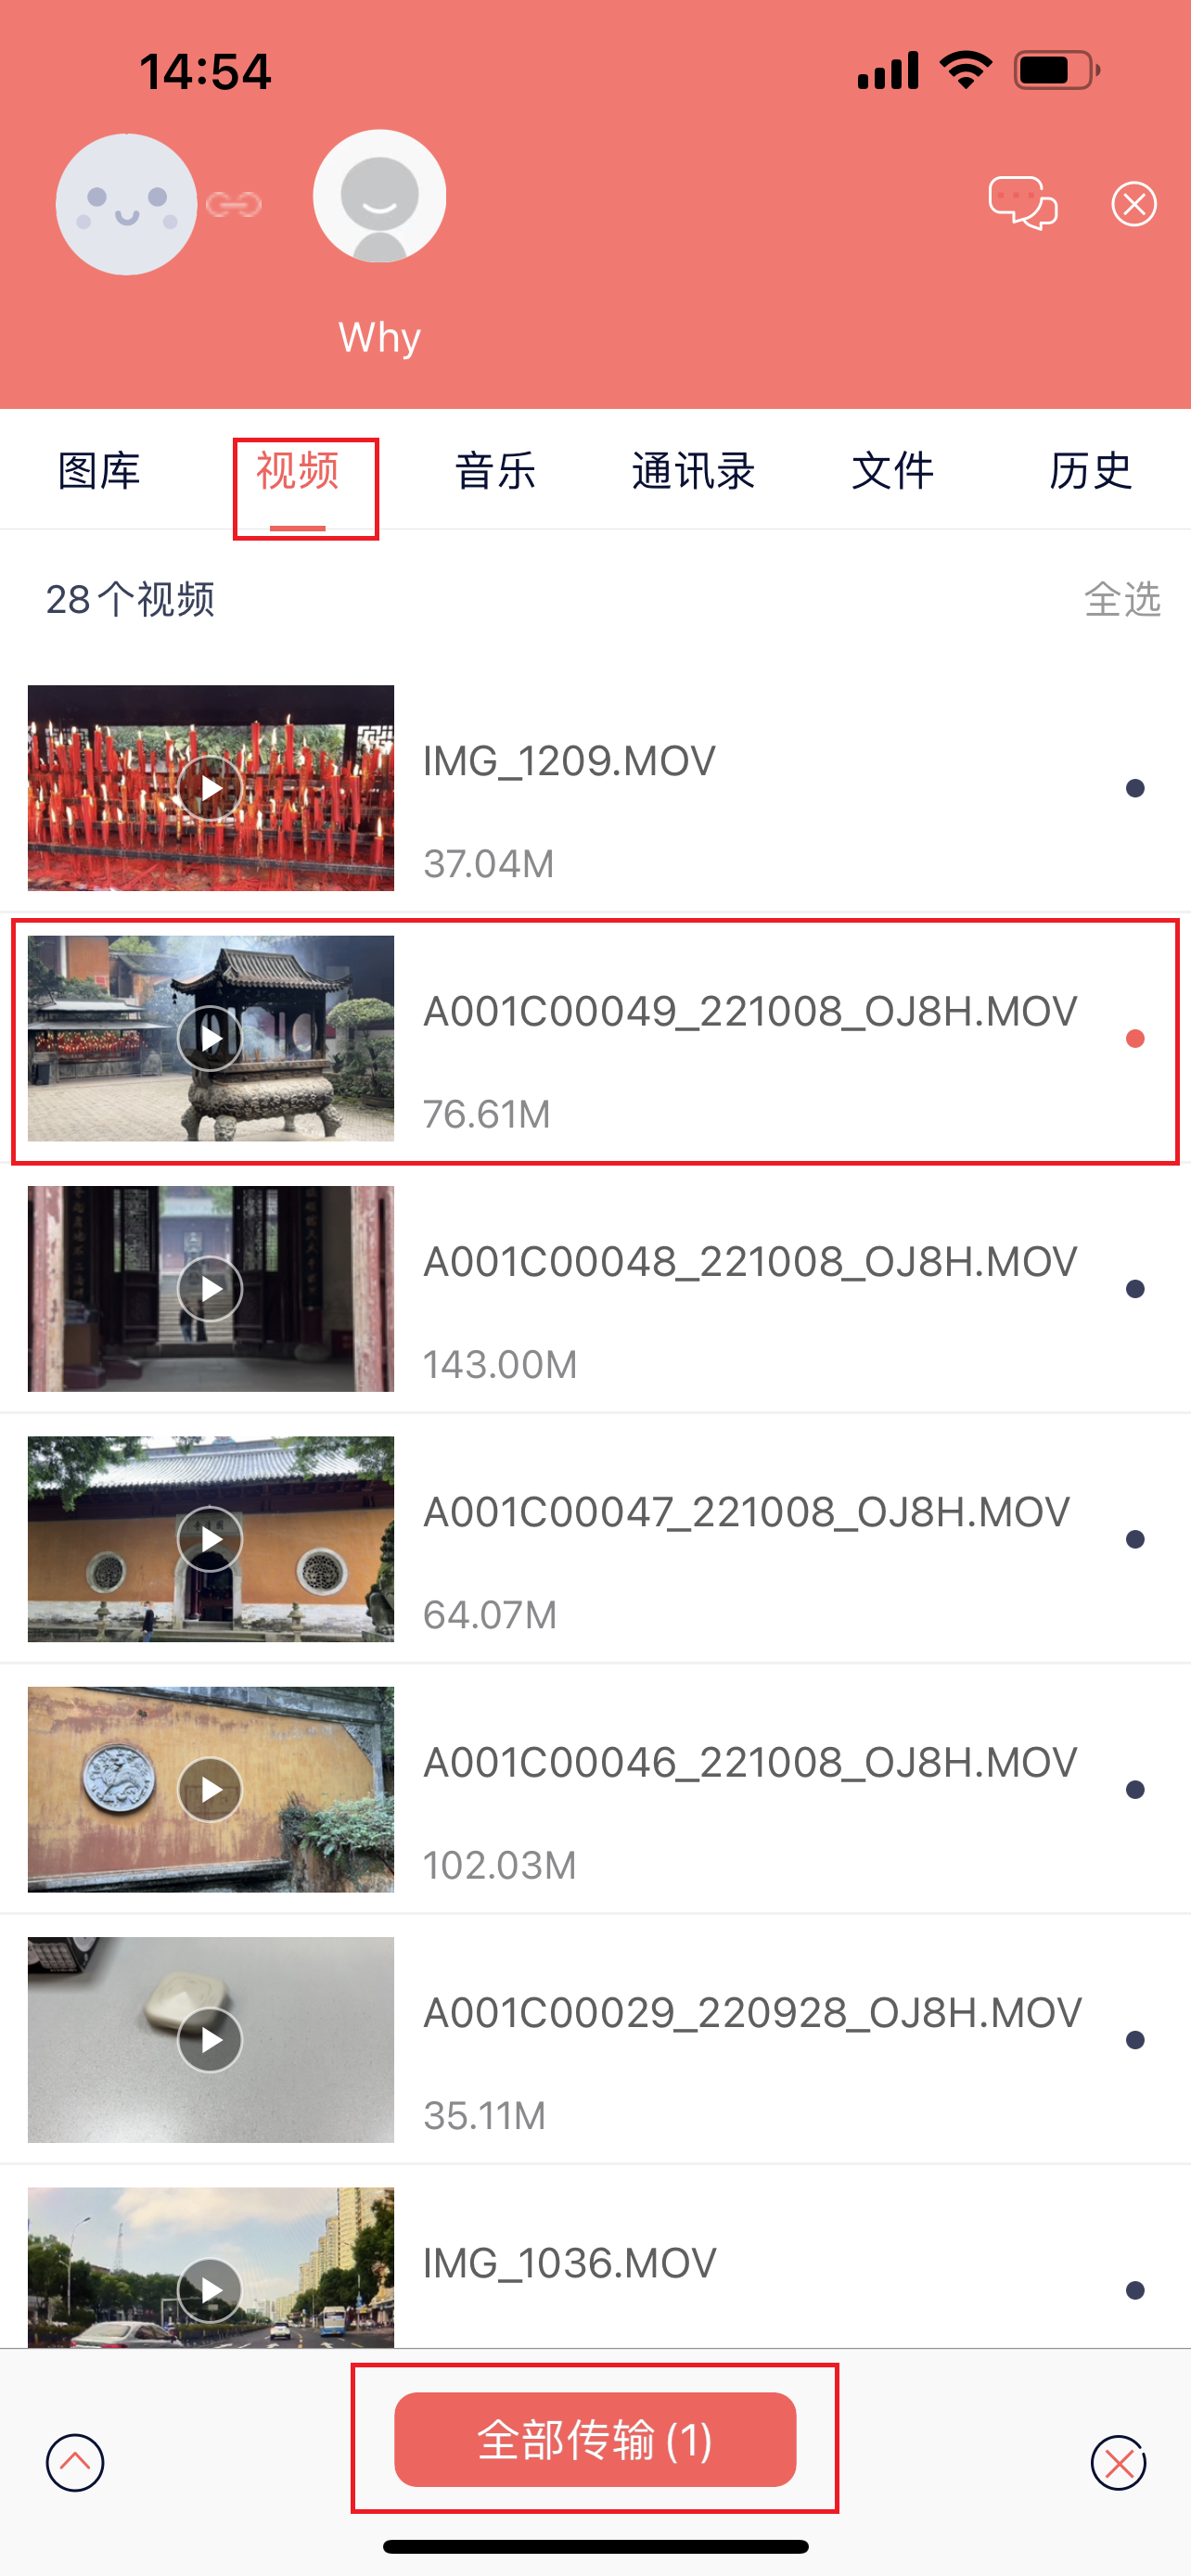 14:54
Why
图库 视频 音乐 通讯录 文件 历史
28个视频 全选
IMG_1209.MOV
37.04M
A001C00049_221008_OJ8H.MOV
76.61M
A001C00048_221008_OJ8H.MOV
143.00M
A001C00047_221008_OJ8H.MOV
64.07M
A001C00046_221008_OJ8H.MOV
102.03M
A001C00029_220928_OJ8H.MOV
35.11M
IMG_1036.MOV
全部传输(1)